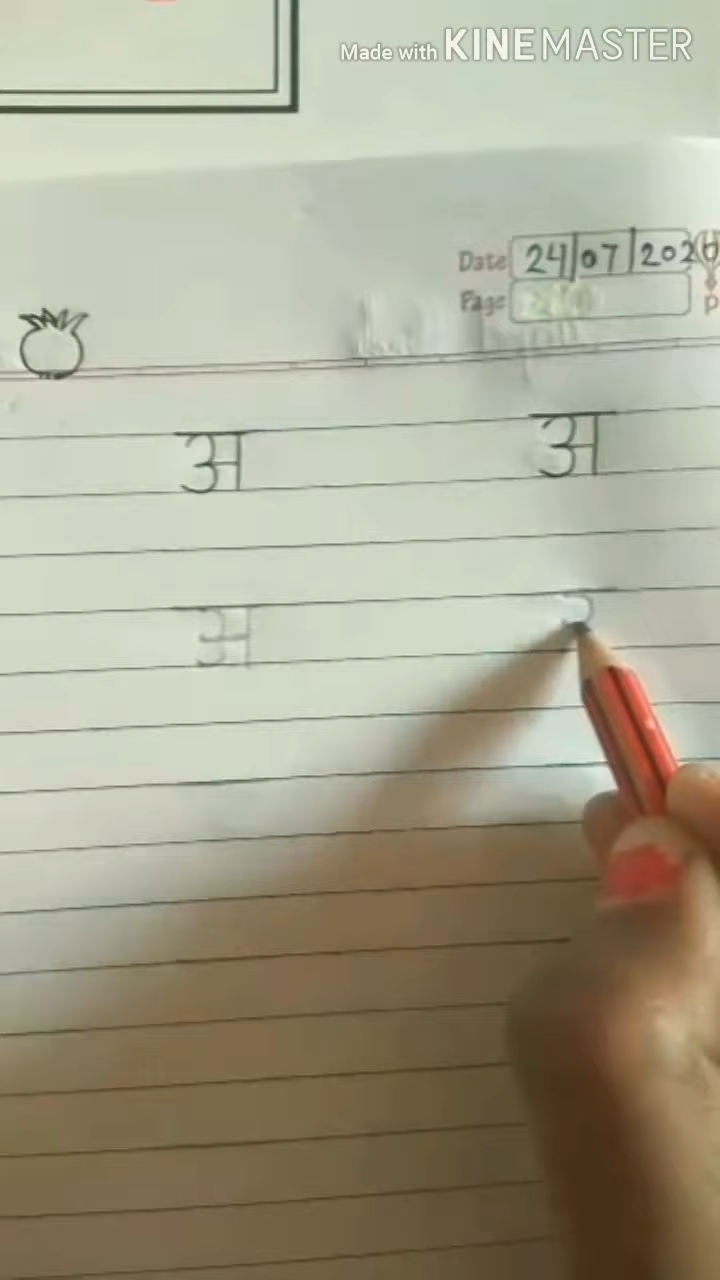 Made with KINEMASTER
Date 24/07/2020
Page
अ अ
अ